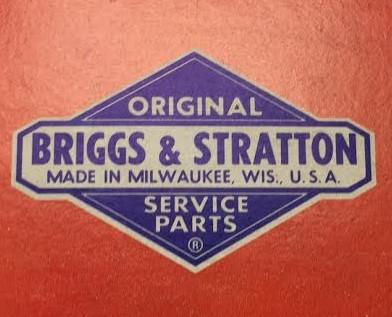 ORIGINAL
BRIGGS & STRATTON
MADE IN MILWAUKEE, WIS., U.S.A.
SERVICE
PARTS
®